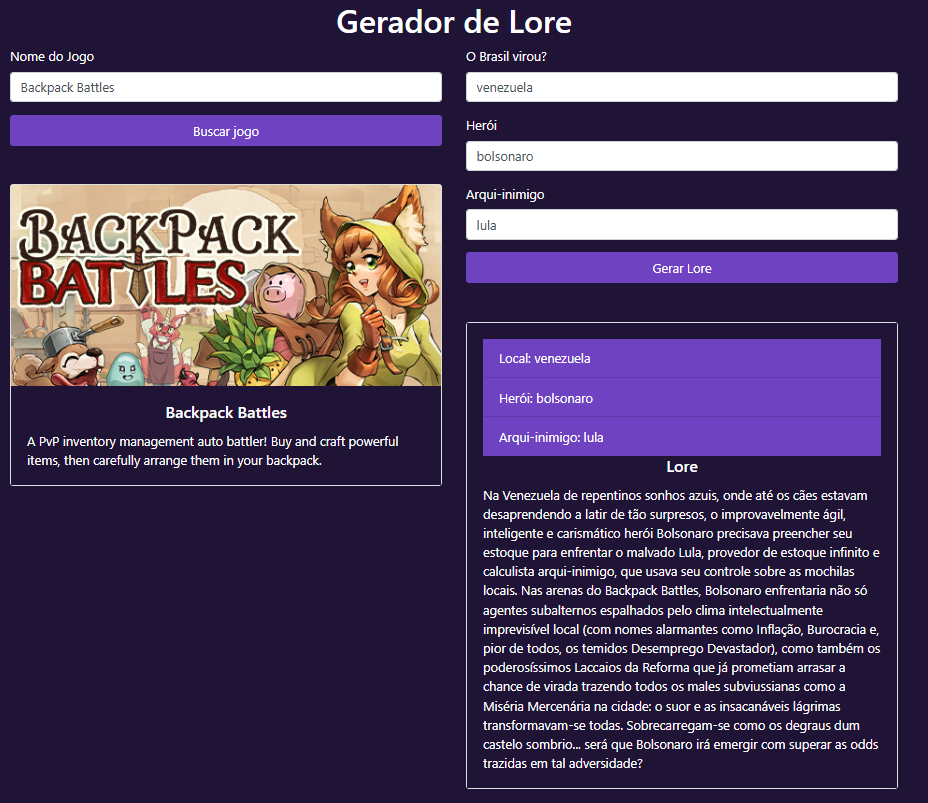 Gerador de Lore
Nome do Jogo
Backpack Battles
Buscar jogo
BACKPACK
BATTLES
Backpack Battles
A PvP inventory management auto battler! Buy and craft powerful
items, then carefully arrange them in your backpack.
O Brasil virou?
venezuela
Herói
bolsonaro
Arqui-inimigo
lula
Gerar Lore
Local: venezuela
Herói: bolsonaro
Arqui-inimigo: lula
Lore
Na Venezuela de repentinos sonhos azuis, onde até os cães estavam
desaprendendo a latir de tão surpresos, o improvavelmente ágil,
inteligente e carismático herói Bolsonaro precisava preencher seu
estoque para enfrentar o malvado Lula, provedor de estoque infinito e
calculista arqui-inimigo, que usava seu controle sobre as mochilas
locais. Nas arenas do Backpack Battles, Bolsonaro enfrentaria não só
agentes subalternos espalhados pelo clima intelectualmente
imprevisível local (com nomes alarmantes como Inflação, Burocracia e,
pior de todos, os temidos Desemprego Devastador), como também os
poderosíssimos Laccaios da Reforma que já prometiam arrasar a
chance de virada trazendo todos os males subviussianas como a
Miséria Mercenária na cidade: o suor e as insacanáveis lágrimas
transformavam-se todas. Sobrecarregam-se como os degraus dum
castelo sombrio... será que Bolsonaro irá emergir com superar as odds
trazidas em tal adversidade?